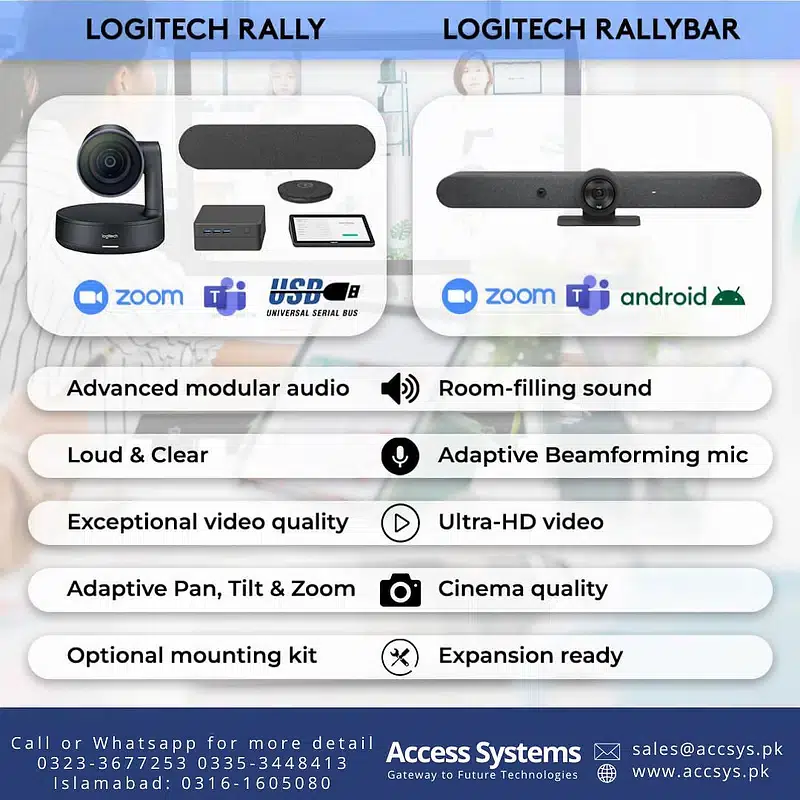 LOGITECH RALLY
LOGITECH RALLYBAR
logitech
zoom
T
USB
UNIVERSAL SERIAL BUS
zoom
T
android
Advanced modular audio
Room-filling sound
Loud & Clear
Adaptive Beamforming mic
Exceptional video quality
Ultra-HD video
Adaptive Pan, Tilt & Zoom
Cinema quality
Optional mounting kit
Expansion ready
Call or Whatsapp for more detail
0323-3677253 0335-3448413
Islamabad: 0316-1605080
Access Systems
Gateway to Future Technologies
sales@accsys.pk
www.accsys.pk